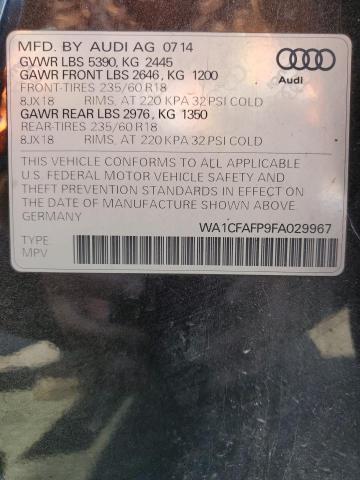 MFD. BY AUDI AG 07 14
GVWR LBS 5390, KG 2445
GAWR FRONT LBS 2646, KG 1200
FRONT-TIRES 235/60 R18
8JX18 RIMS, AT 220 KPA 32 PSI COLD
GAWR REAR LBS 2976, KG 1350
REAR-TIRES 235/60 R18
8JX18 RIMS, AT 220 KPA 32 PSI COLD
Audi
THIS VEHICLE CONFORMS TO ALL APPLICABLE
U.S. FEDERAL MOTOR VEHICLE SAFETY AND
THEFT PREVENTION STANDARDS IN EFFECT ON
THE DATE OF MANUFACTURE SHOWN ABOVE.
GERMANY
WA1CFAFP9FA029967
TYPE:
MPV